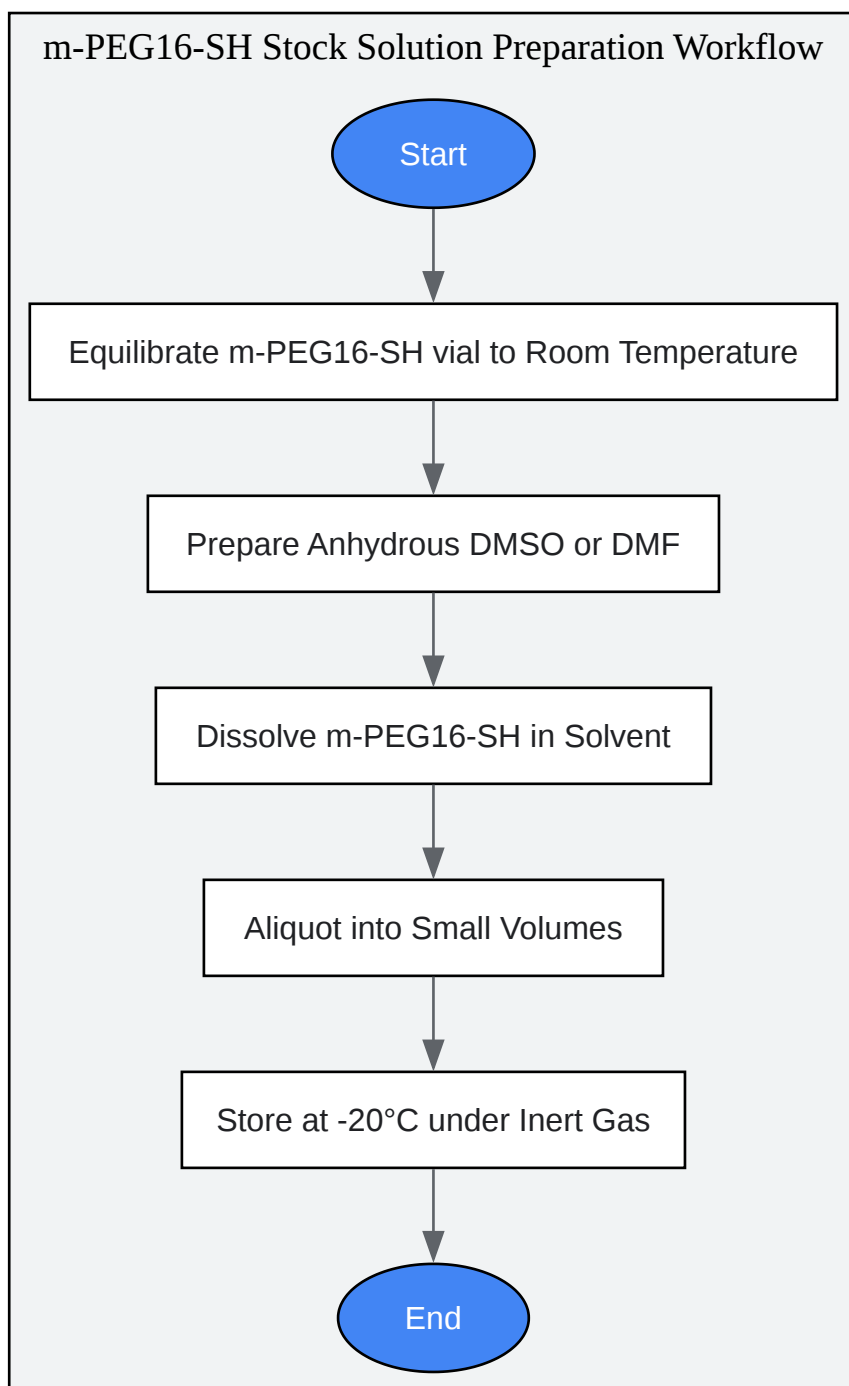 m-PEG16-SH Stock Solution Preparation Workflow
Start
Equilibrate m-PEG16-SH vial to Room Temperature
Prepare Anhydrous DMSO or DMF
Dissolve m-PEG16-SH in Solvent
Aliquot into Small Volumes
Store at -20°C under Inert Gas
End